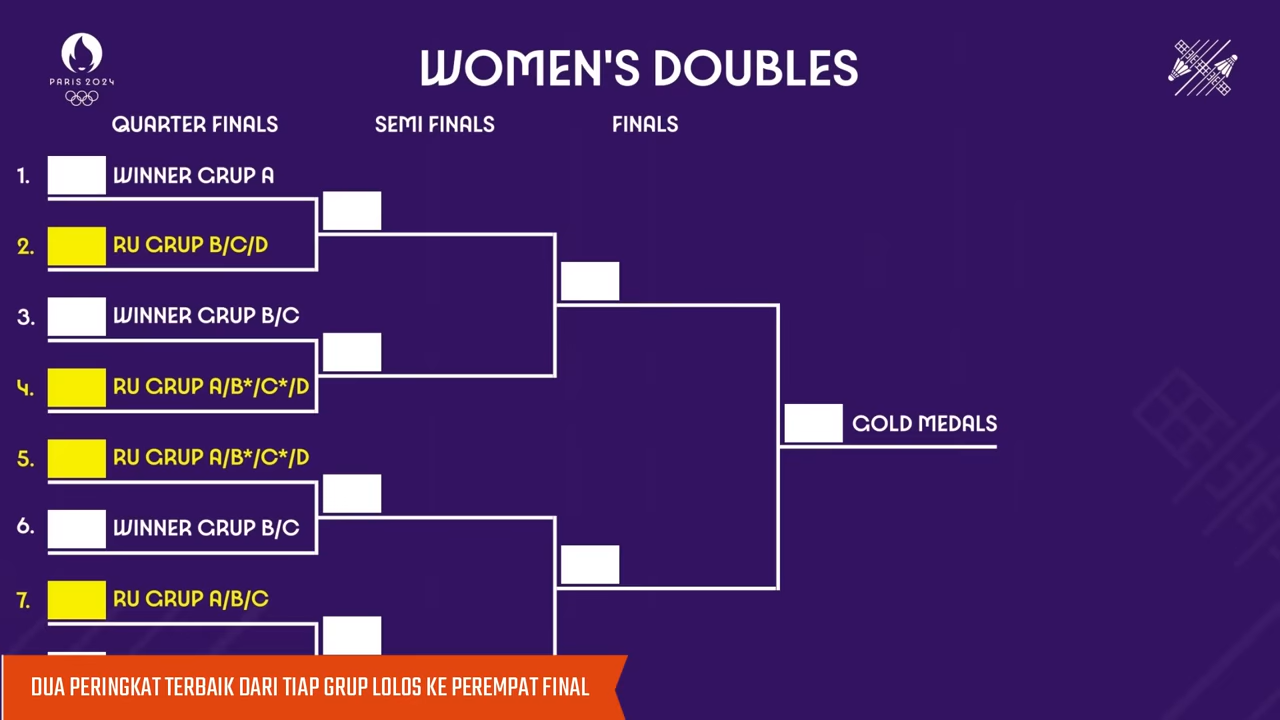 PARIS 2024
WOMEN'S DOUBLES
QUARTER FINALS
SEMI FINALS
FINALS
1. WINNER GRUP A
2. RU GRUP B/C/D
3. WINNER GRUP B/C
4. RU GRUP A/B*/C*/D
5. RU GRUP A/B*/C*/D
6. WINNER GRUP B/C
7. RU GRUP A/B/C
GOLD MEDALS
DUA PERINGKAT TERBAIK DARI TIAP GRUP LOLOS KE PEREMPAT FINAL